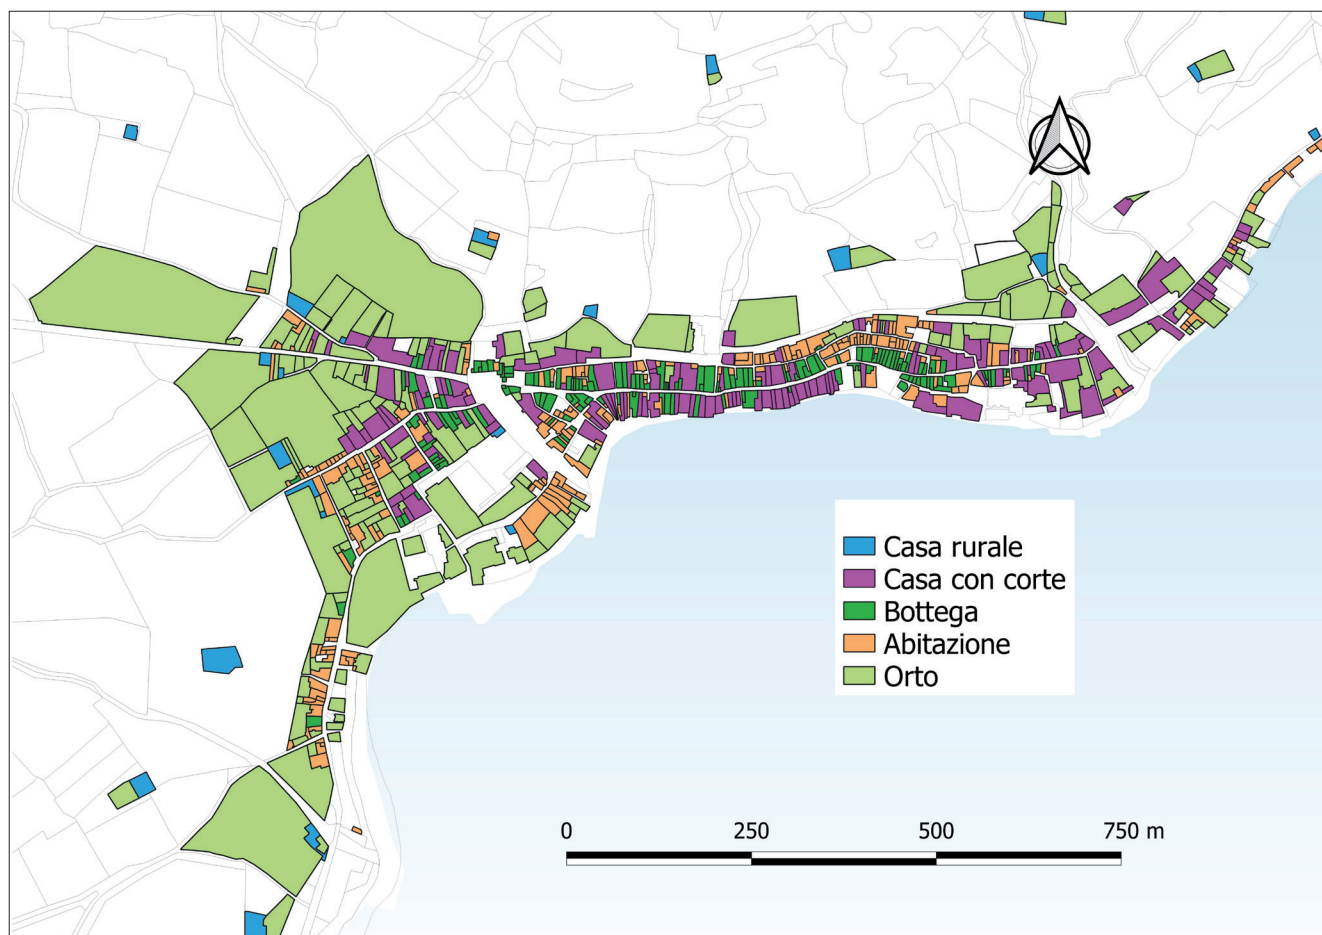 Casa rurale
Casa con corte
Bottega
Abitazione
Orto
0 250 500 750 m